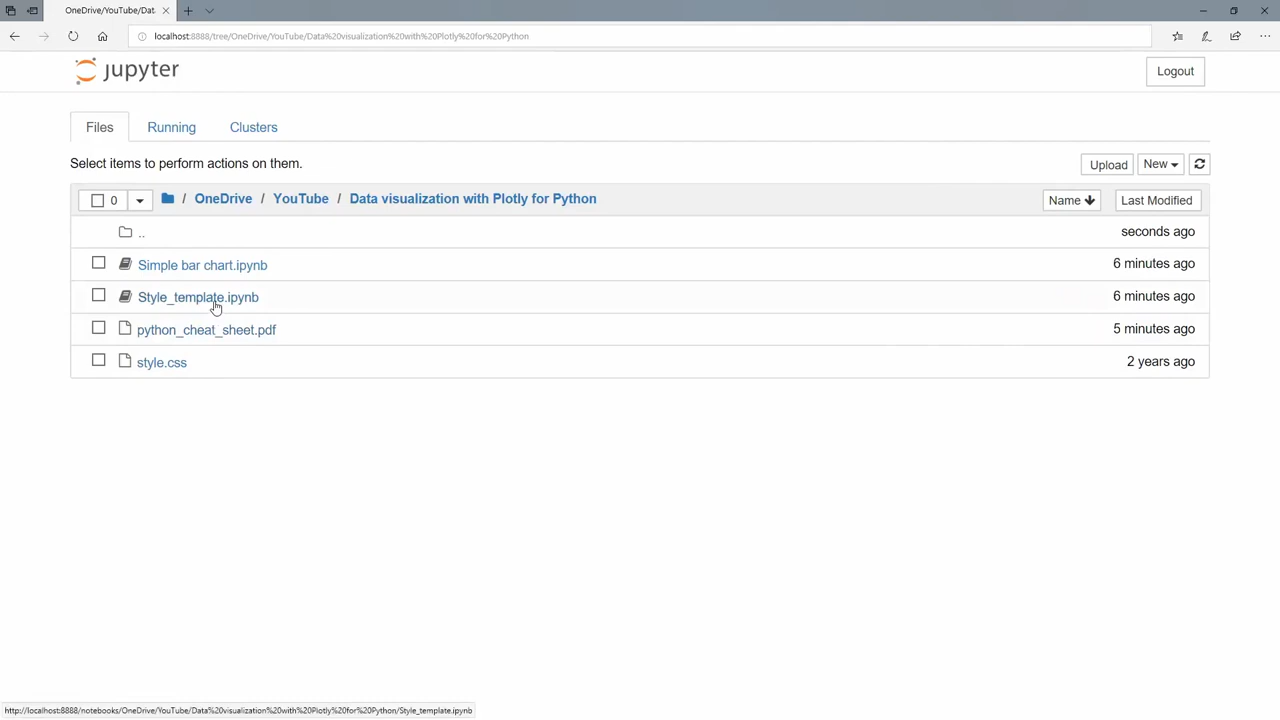 OneDrive/YouTube/Dat
localhost:8888/tree/OneDrive/YouTube/Data%20visualization%20with%20Plotly%20for%20Python
jupyter
Logout
Files Running Clusters
Select items to perform actions on them.
Upload New
0 / OneDrive / YouTube / Data visualization with Plotly for Python Name Last Modified
.. seconds ago
Simple bar chart.ipynb 6 minutes ago
Style_template.ipynb 6 minutes ago
python_cheat_sheet.pdf 5 minutes ago
style.css 2 years ago
http://localhost:8888/notebooks/OneDrive/YouTube/Data%20visualization%20with%20Plotly%20for%20Python/Style_template.ipynb